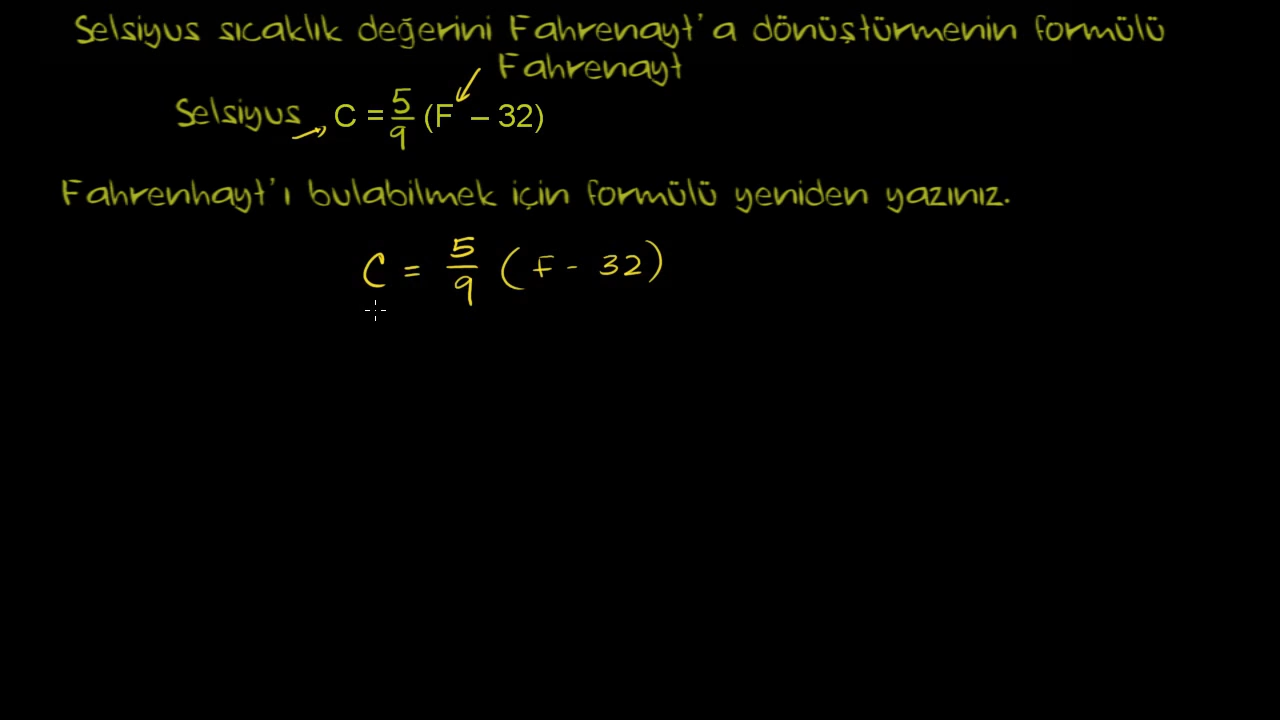 Selsiyus sıcaklık değerini Fahrenayt'a dönüştürmenin formülü
Fahrenayt
Selsiyus C = 5/9 (F – 32)
Fahrenhayt'ı bulabilmek için formülü yeniden yazınız.
C = 5/9 (F - 32)